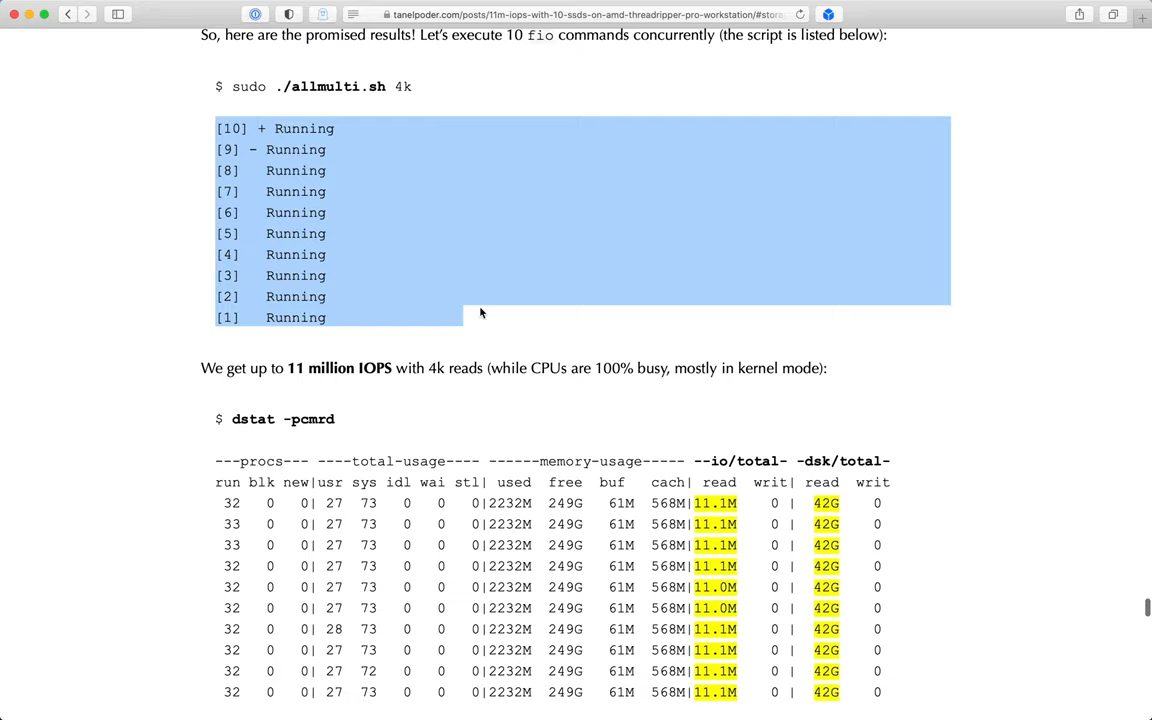 tanelpoder.com/posts/11m-iops-with-10-ssds-on-amd-threadripper-pro-workstation/#stora
So, here are the promised results! Let's execute 10 fio commands concurrently (the script is listed below):
$ sudo ./allmulti.sh 4k
[10] + Running
[9] - Running
[8] Running
[7] Running
[6] Running
[5] Running
[4] Running
[3] Running
[2] Running
[1] Running
We get up to 11 million IOPS with 4k reads (while CPUs are 100% busy, mostly in kernel mode):
$ dstat -pcmrd
---procs--- ----total-usage---- ------memory-usage----- --io/total- -dsk/total-
run blk new|usr sys idl wai stl| used free buf cach| read writ| read writ
32 0 0| 27 73 0 0 0|2232M 249G 61M 568M|11.1M 0 | 42G 0
33 0 0| 27 73 0 0 0|2232M 249G 61M 568M|11.1M 0 | 42G 0
33 0 0| 27 73 0 0 0|2232M 249G 61M 568M|11.1M 0 | 42G 0
32 0 0| 27 73 0 0 0|2232M 249G 61M 568M|11.1M 0 | 42G 0
32 0 0| 27 73 0 0 0|2232M 249G 61M 568M|11.0M 0 | 42G 0
32 0 0| 27 73 0 0 0|2232M 249G 61M 568M|11.0M 0 | 42G 0
32 0 0| 28 73 0 0 0|2232M 249G 61M 568M|11.1M 0 | 42G 0
32 0 0| 27 73 0 0 0|2232M 249G 61M 568M|11.1M 0 | 42G 0
32 0 0| 27 72 0 0 0|2232M 249G 61M 568M|11.1M 0 | 42G 0
32 0 0| 27 73 0 0 0|2232M 249G 61M 568M|11.1M 0 | 42G 0